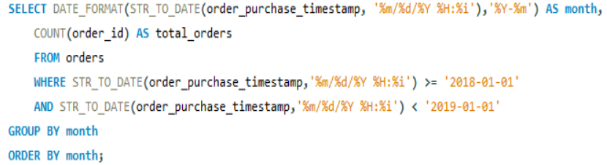 SELECT DATE_FORMAT(STR_TO_DATE(order_purchase_timestamp, '%m/%d/%Y %H:%i'),'%Y-%m') AS month,
COUNT(order_id) AS total_orders
FROM orders
WHERE STR_TO_DATE(order_purchase_timestamp,'%m/%d/%Y %H:%i') >= '2018-01-01'
AND STR_TO_DATE(order_purchase_timestamp,'%m/%d/%Y %H:%i') < '2019-01-01'
GROUP BY month
ORDER BY month;